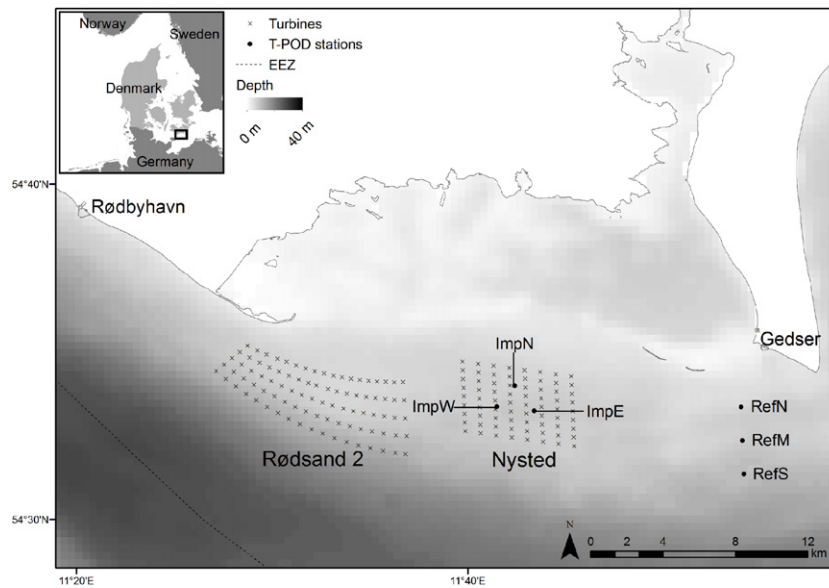 Norway
Sweden
Denmark
Germany
Turbines
T-POD stations
EEZ
Depth
0 m
40 m
54°40'N
Rødbyhavn
Gedser
ImpN
ImpW
ImpE
RefN
RefM
RefS
Rødsand 2
Nysted
54°30'N
N
0 2 4 8 12
km
11°20'E
11°40'E